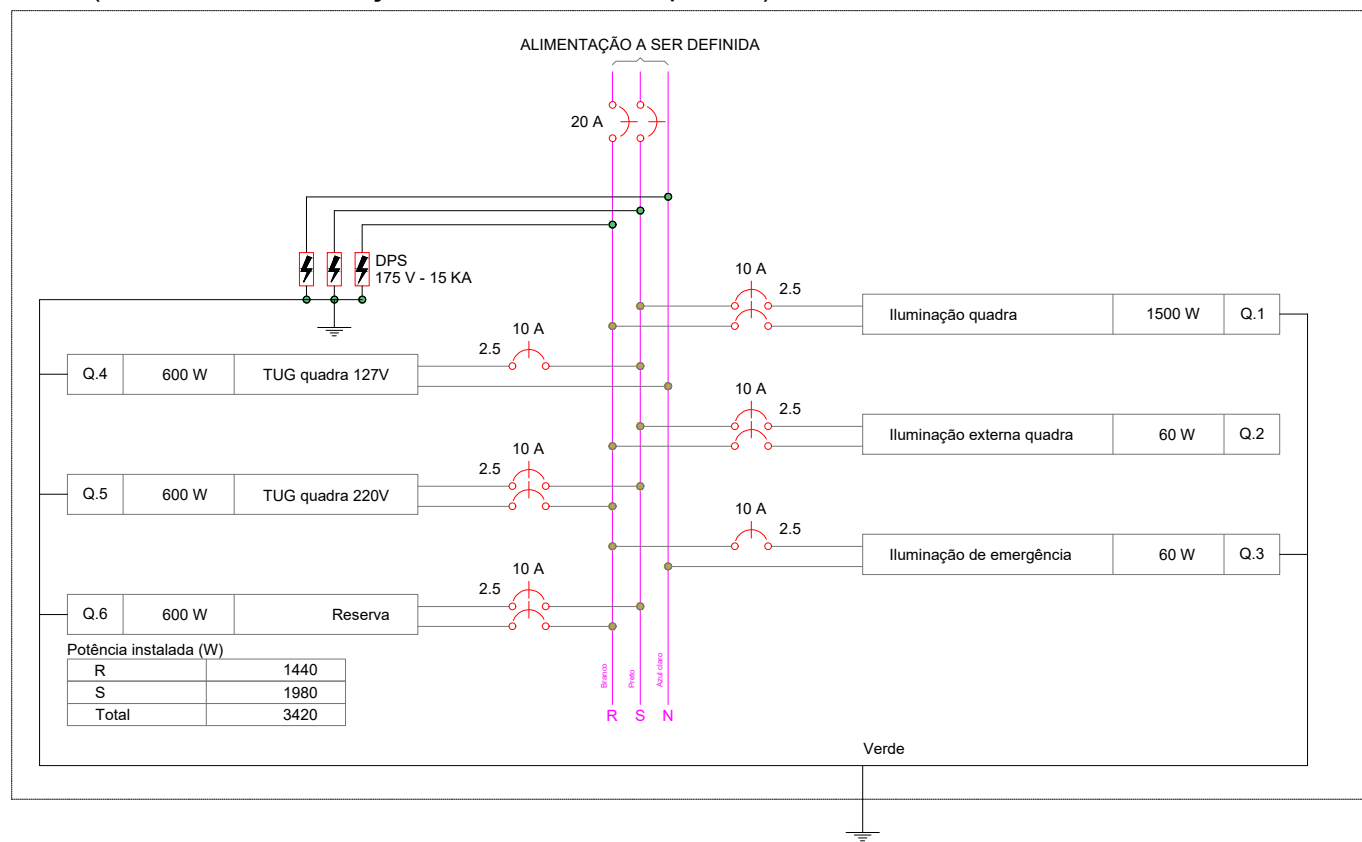 ALIMENTAÇÃO A SER DEFINIDA
20 A
DPS
175 V - 15 KA
10 A
2.5
Iluminação quadra 1500 W Q.1
10 A
2.5
Q.4 600 W TUG quadra 127V
10 A
2.5
Iluminação externa quadra 60 W Q.2
10 A
2.5
Q.5 600 W TUG quadra 220V
10 A
2.5
Iluminação de emergência 60 W Q.3
10 A
2.5
Q.6 600 W Reserva
Potência instalada (W)
R 1440
S 1980
Total 3420
Branco
Preto
Azul claro
R S N
Verde